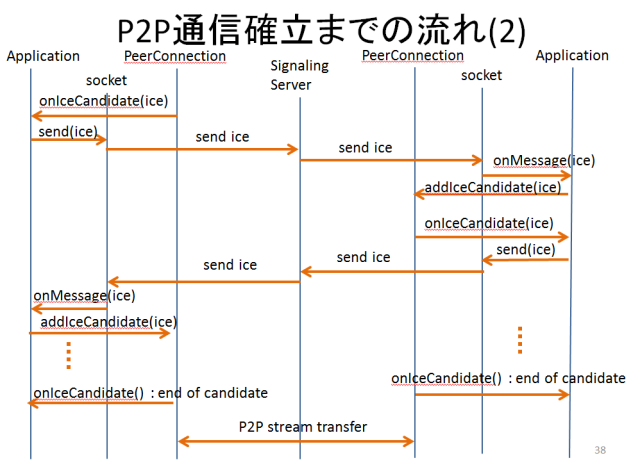 P2P通信確立までの流れ(2)
Application
PeerConnection
PeerConnection
Application
Signaling
Server
socket
socket
onIceCandidate(ice)
send(ice)
send ice
send ice
onMessage(ice)
addIceCandidate(ice)
onIceCandidate(ice)
send(ice)
send ice
send ice
onMessage(ice)
addIceCandidate(ice)
onIceCandidate() : end of candidate
onIceCandidate() : end of candidate
P2P stream transfer
38